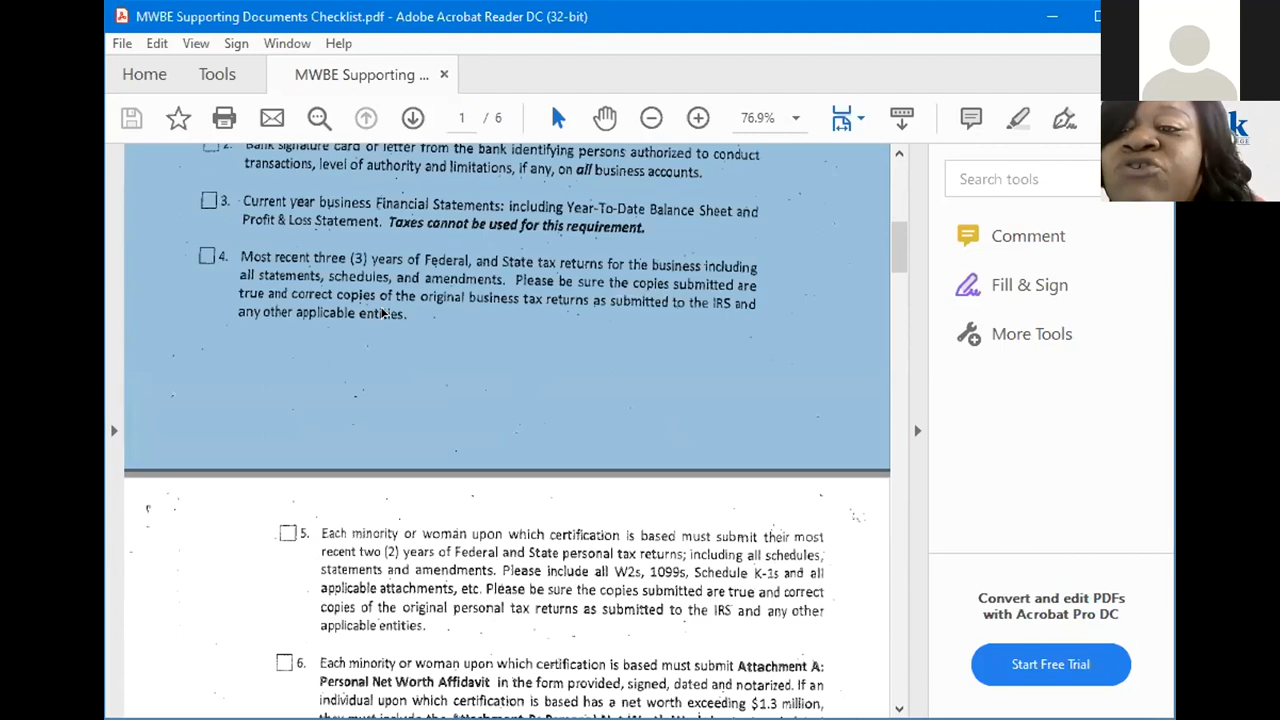 MWBE Supporting Documents Checklist.pdf - Adobe Acrobat Reader DC (32-bit)
File Edit View Sign Window Help
Home Tools MWBE Supporting ... ×
1 / 6 76.9%
2. Bank signature card or letter from the bank identifying persons authorized to conduct
transactions, level of authority and limitations, if any, on all business accounts.
3. Current year business Financial Statements: including Year-To-Date Balance Sheet and
Profit & Loss Statement. Taxes cannot be used for this requirement.
4. Most recent three (3) years of Federal, and State tax returns for the business including
all statements, schedules, and amendments. Please be sure the copies submitted are
true and correct copies of the original business tax returns as submitted to the IRS and
any other applicable entities.
5. Each minority or woman upon which certification is based must submit their most
recent two (2) years of Federal and State personal tax returns; including all schedules,
statements and amendments. Please include all W2s, 1099s, Schedule K-1s and all
applicable attachments, etc. Please be sure the copies submitted are true and correct
copies of the original personal tax returns as submitted to the IRS and any other
applicable entities.
6. Each minority or woman upon which certification is based must submit Attachment A:
Personal Net Worth Affidavit in the form provided, signed, dated and notarized. If an
individual upon which certification is based has a net worth exceeding $1.3 million,
they must include the
Search tools
Comment
Fill & Sign
More Tools
Convert and edit PDFs
with Acrobat Pro DC
Start Free Trial